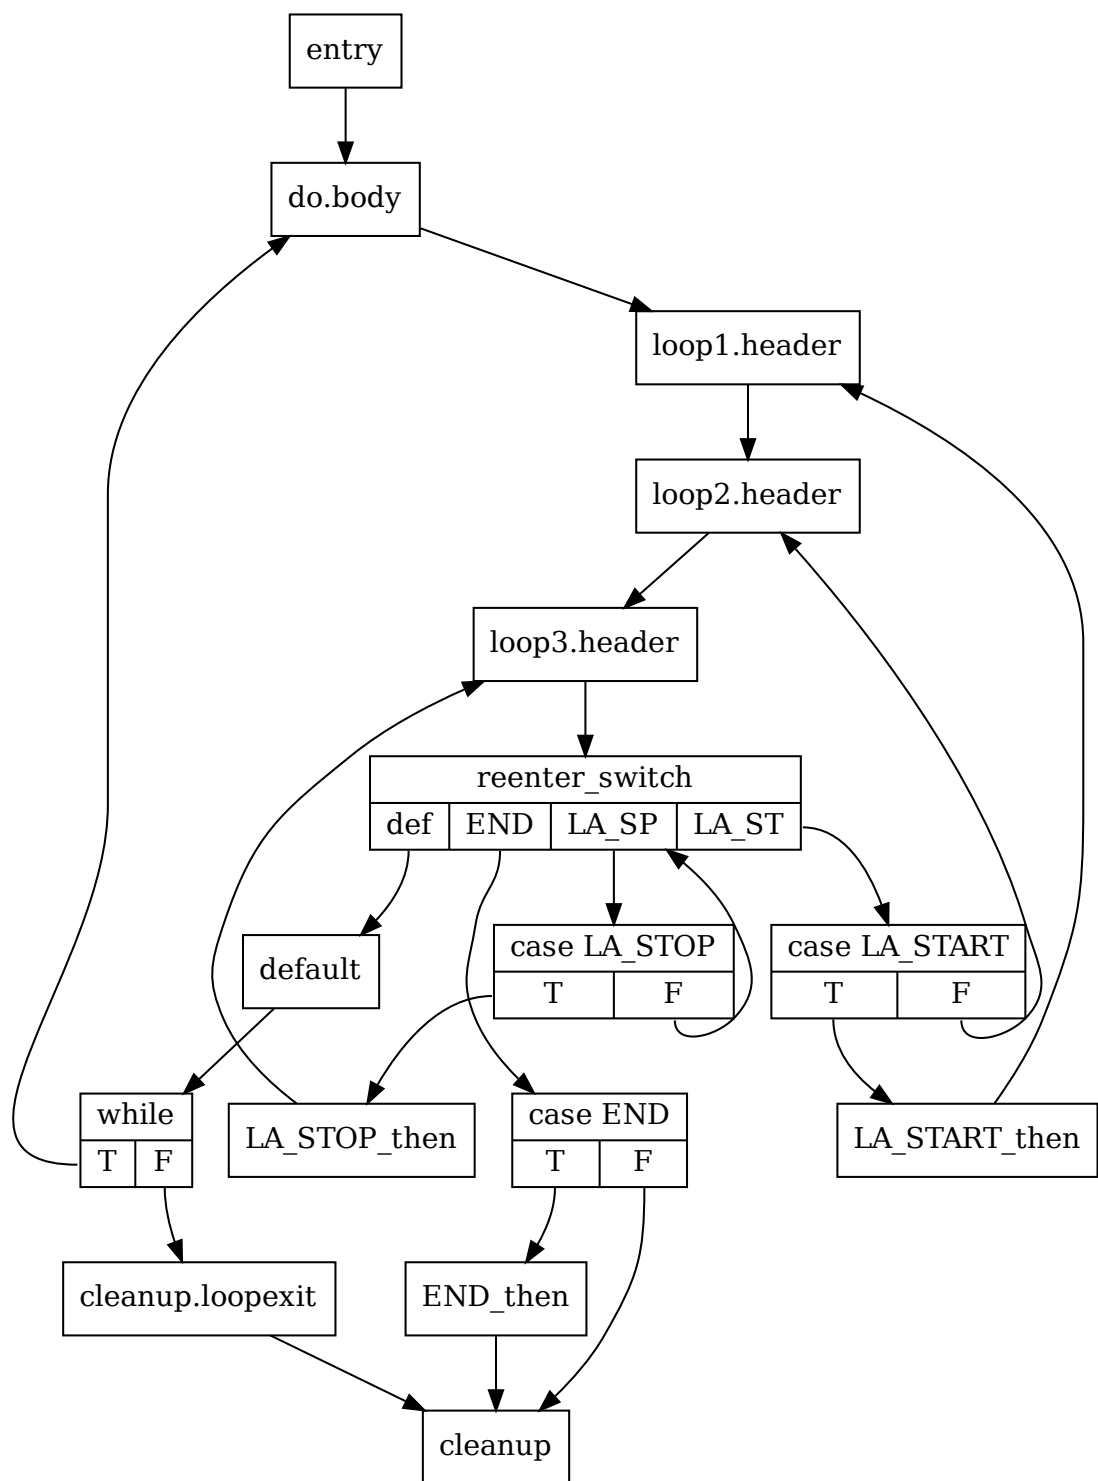 entry
do.body
loop1.header
loop2.header
loop3.header
reenter_switch
def END LA_SP LA_ST
case LA_STOP
T F
case LA_START
T F
default
while
T F
LA_STOP_then
case END
T F
LA_START_then
cleanup.loopexit
END_then
cleanup